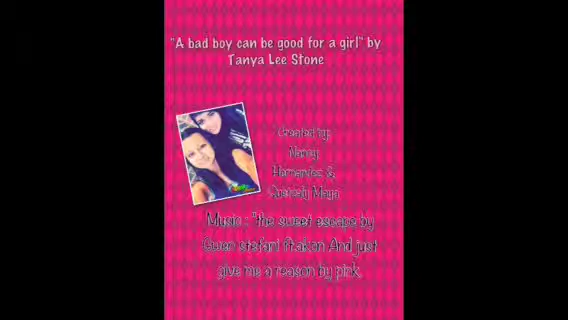 "A bad boy can be good for a girl" by
Tanya Lee Stone
Created by:
Nancy
Hernandez &
Maya
Music : "the sweet escape by
Gwen stefani ft.akon And just
give me a reason by pink.